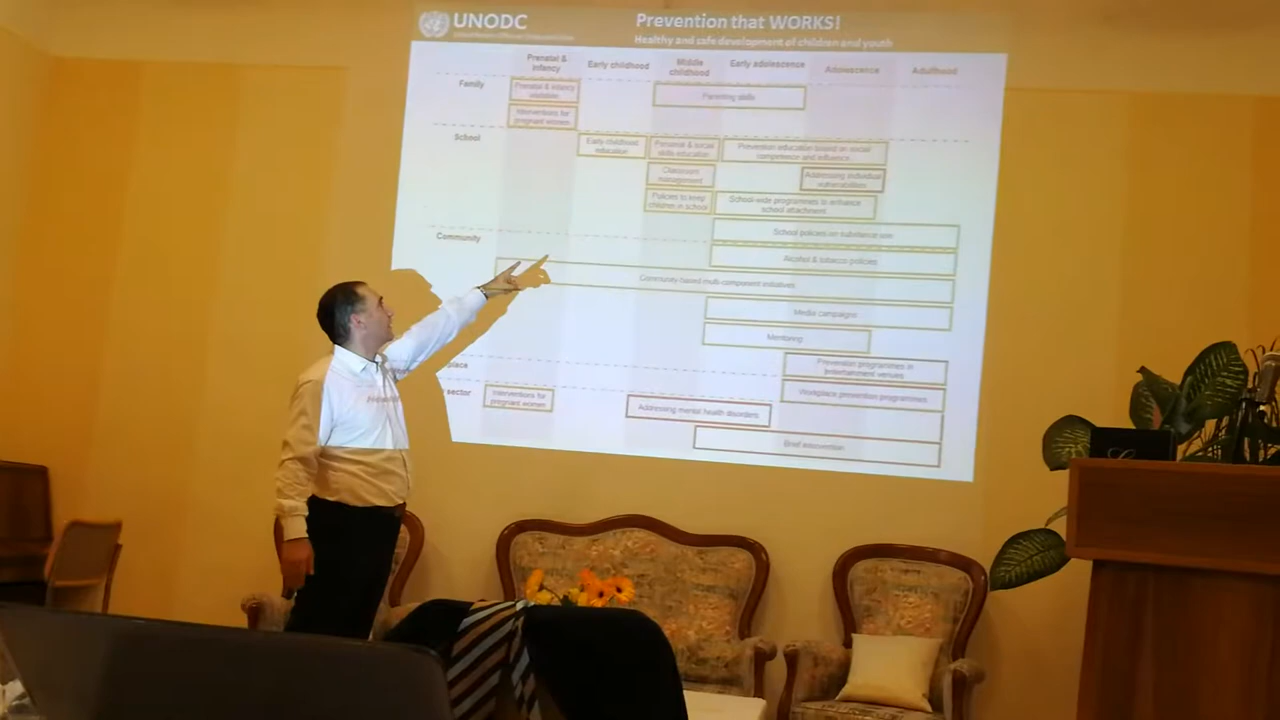 UNODC
Prevention that WORKS!
Healthy and safe development of children and youth
Prenatal &
infancy
Early childhood
Middle
childhood
Early adolescence
Adolescence
Adulthood
Family
Prenatal & infancy
visitation
Interventions for
pregnant women
Parenting skills
School
Early childhood
education
Personal & social
skills education
Prevention education based on social
competence and influence
Classroom
management
Addressing individual
vulnerabilities
Policies to keep
children in school
School-wide programmes to enhance
school attachment
School policies on substance use
Community
Alcohol & tobacco policies
Community-based multi-component initiatives
Media campaigns
Mentoring
Prevention programmes in
entertainment venues
place
Workplace prevention programmes
sector
Interventions for
pregnant women
Addressing mental health disorders
Brief intervention